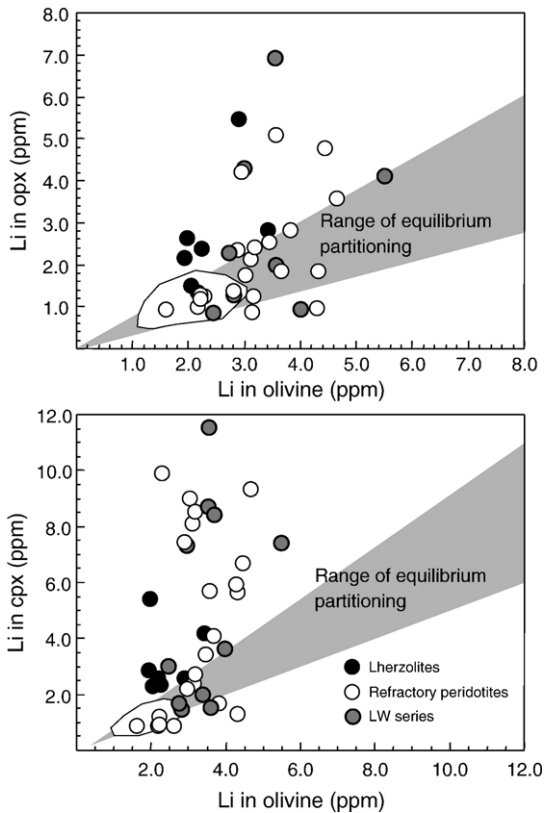 8.0
7.0
6.0
5.0
4.0
3.0
2.0
1.0
Li in opx (ppm)
Range of equilibrium
partitioning
1.0 2.0 3.0 4.0 5.0 6.0 7.0 8.0
Li in olivine (ppm)
12.0
10.0
8.0
6.0
4.0
2.0
Li in cpx (ppm)
Range of equilibrium
partitioning
Lherzolites
Refractory peridotites
LW series
2.0 4.0 6.0 8.0 10.0 12.0
Li in olivine (ppm)